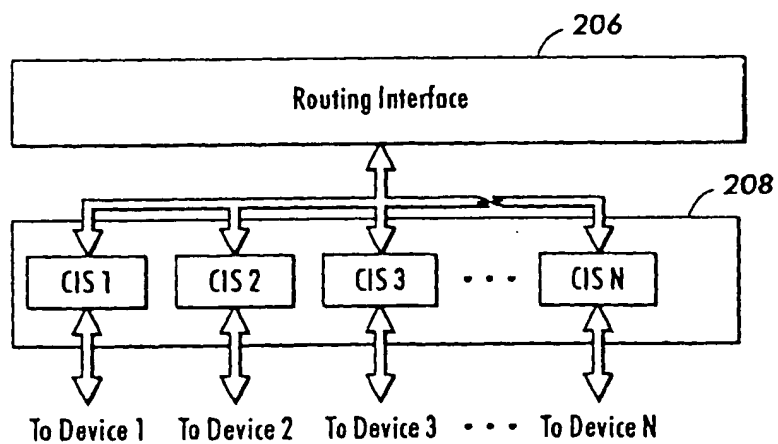 206
Routing Interface
208
CIS 1 CIS 2 CIS 3 • • • CIS N
To Device 1 To Device 2 To Device 3 • • • To Device N